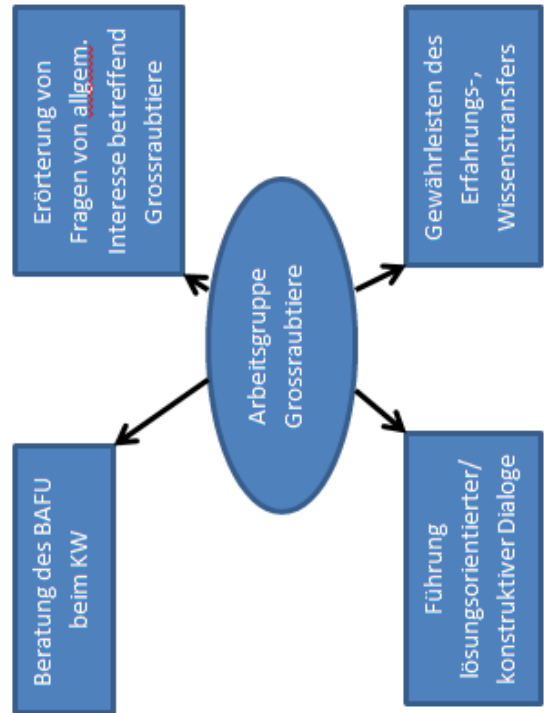 Beratung des BAFU
beim KW
Erörterung von
Fragen von allgem.
Interesse betreffend
Grossraubtiere
Arbeitsgruppe
Grossraubtiere
Führung
lösungsorientierter/
konstruktiver Dialoge
Gewährleisten des
Erfahrungs-,
Wissenstransfers